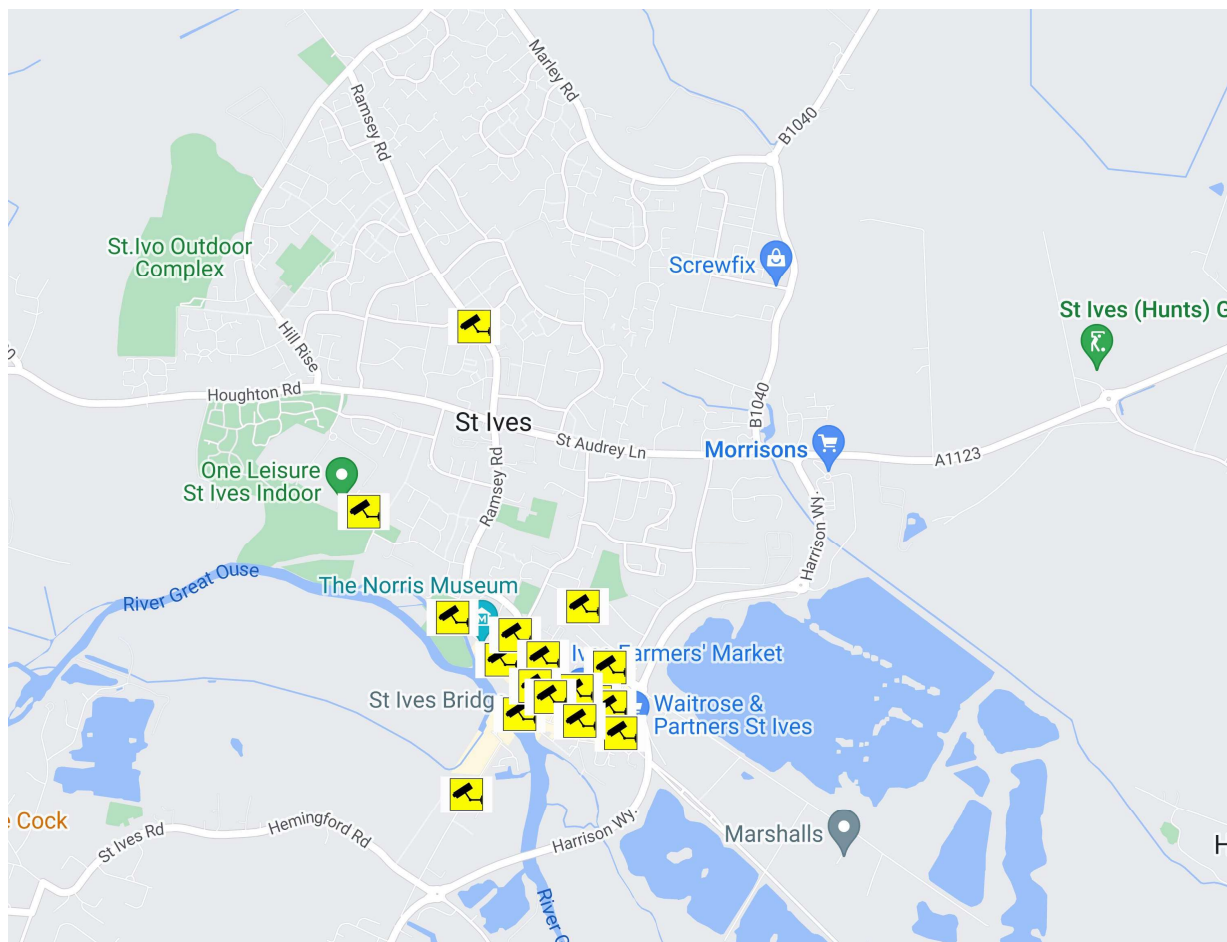 Marley Rd
Ramsey Rd
B1040
St.Ivo Outdoor
Complex
Screwfix
St Ives (Hunts) G
Hill Rise
Houghton Rd
St Ives
B1040
St Audrey Ln
Morrisons
A1123
One Leisure
St Ives Indoor
Ramsey Rd
Harrison Wy.
River Great Ouse
The Norris Museum
Farmers' Market
St Ives Bridg
Waitrose &
Partners St Ives
Cock
St Ives Rd
Hemingford Rd
Harrison Wy.
Marshalls
H
River G